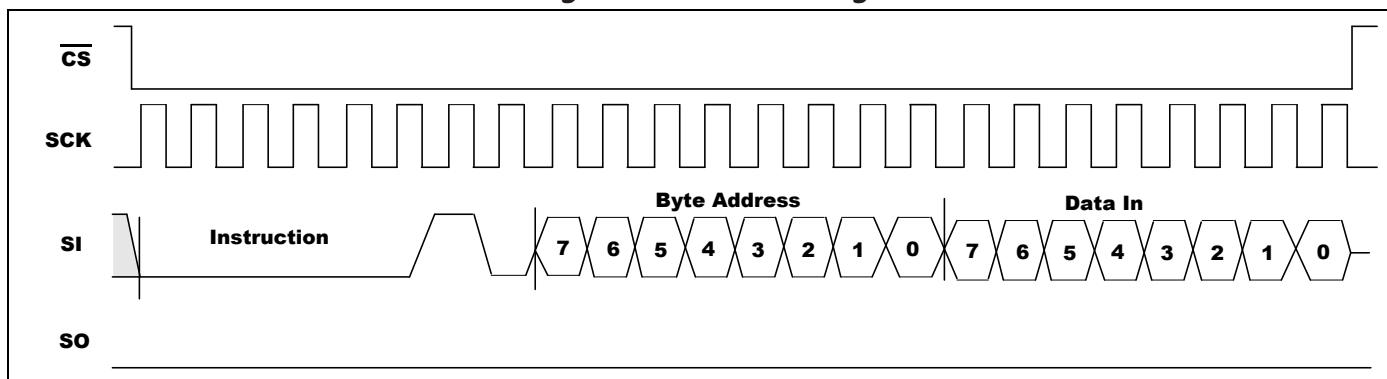 CS
SCK
Byte Address
Data In
SI
Instruction
7 6 5 4 3 2 1 0 7 6 5 4 3 2 1 0
SO